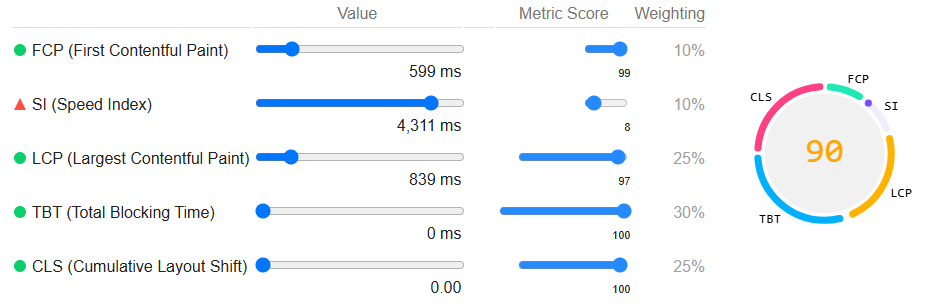 Value Metric Score Weighting
FCP (First Contentful Paint) 10%
599 ms 99
SI (Speed Index) 10%
4,311 ms 8
LCP (Largest Contentful Paint) 25%
839 ms 97
TBT (Total Blocking Time) 30%
0 ms 100
CLS (Cumulative Layout Shift) 25%
0.00 100
FCP
CLS
SI
90
LCP
TBT